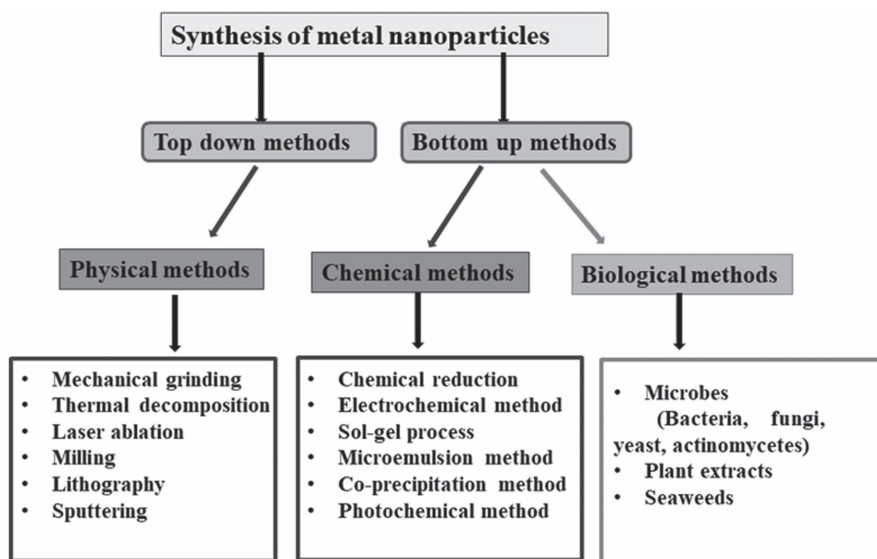 Synthesis of metal nanoparticles
Top down methods
Bottom up methods
Physical methods
Chemical methods
Biological methods
• Mechanical grinding
• Thermal decomposition
• Laser ablation
• Milling
• Lithography
• Sputtering
• Chemical reduction
• Electrochemical method
• Sol-gel process
• Microemulsion method
• Co-precipitation method
• Photochemical method
• Microbes
(Bacteria, fungi,
yeast, actinomycetes)
• Plant extracts
• Seaweeds